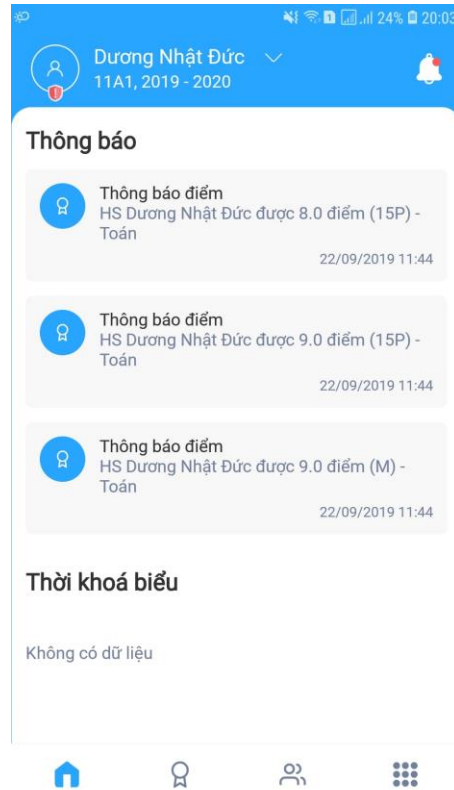 24% 20:03
Dương Nhật Đức
11A1, 2019 - 2020
Thông báo
Thông báo điểm
HS Dương Nhật Đức được 8.0 điểm (15P) -
Toán
22/09/2019 11:44
Thông báo điểm
HS Dương Nhật Đức được 9.0 điểm (15P) -
Toán
22/09/2019 11:44
Thông báo điểm
HS Dương Nhật Đức được 9.0 điểm (M) -
Toán
22/09/2019 11:44
Thời khoá biểu
Không có dữ liệu